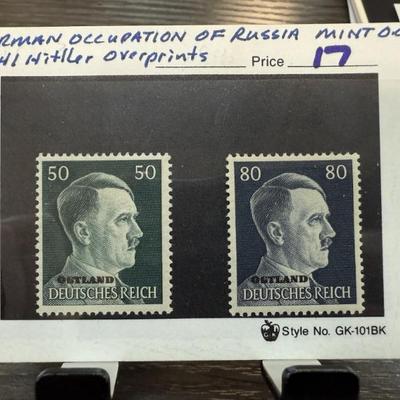 RMAN OCCUPATION OF RUSSIA MINT
41 Hitller Overprints Price 17
50 50 80 80
OSTLAND OSTLAND
DEUTSCHES REICH DEUTSCHES REICH
Style No. GK-101BK